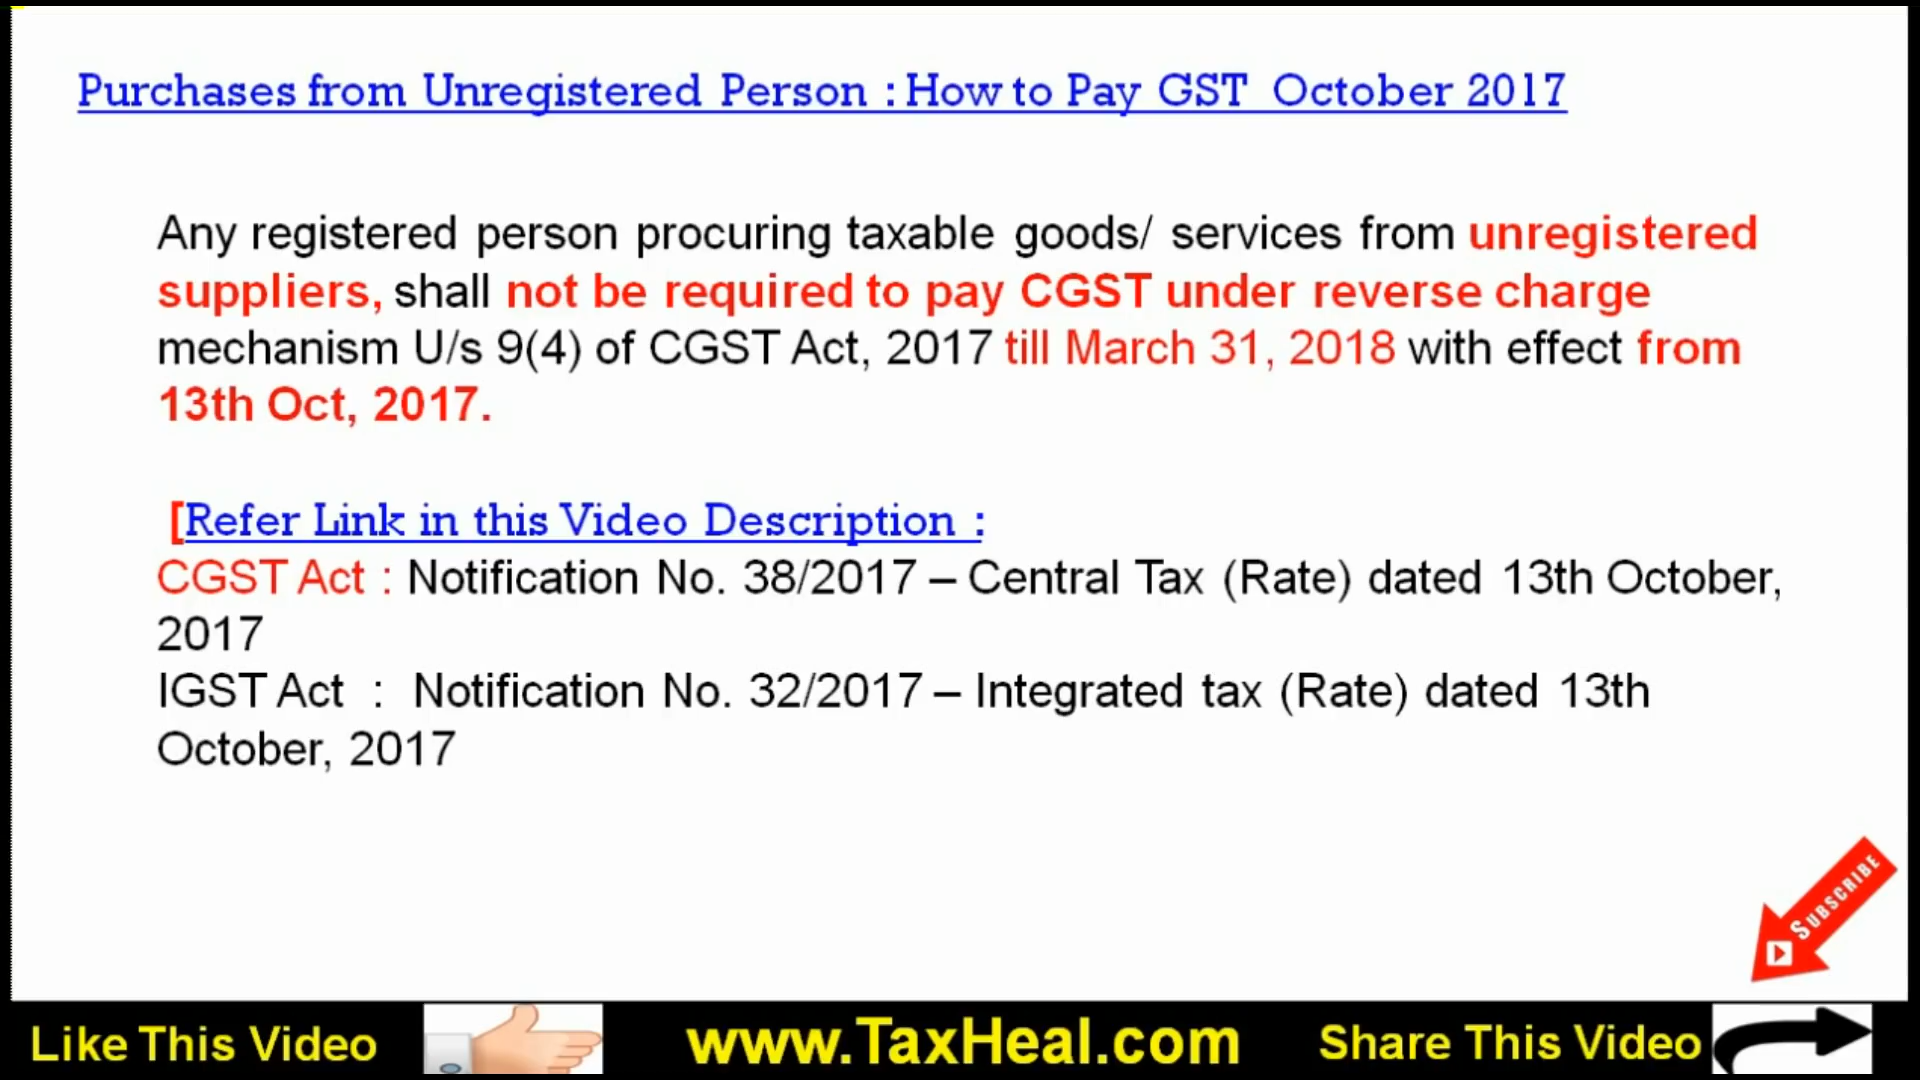 Purchases from Unregistered Person : How to Pay GST October 2017
Any registered person procuring taxable goods/ services from unregistered
suppliers, shall not be required to pay CGST under reverse charge
mechanism U/s 9(4) of CGST Act, 2017 till March 31, 2018 with effect from
13th Oct, 2017.
[Refer Link in this Video Description :
CGST Act : Notification No. 38/2017 – Central Tax (Rate) dated 13th October,
2017
IGST Act : Notification No. 32/2017 – Integrated tax (Rate) dated 13th
October, 2017
SUBSCRIBE
Like This Video www.TaxHeal.com Share This Video